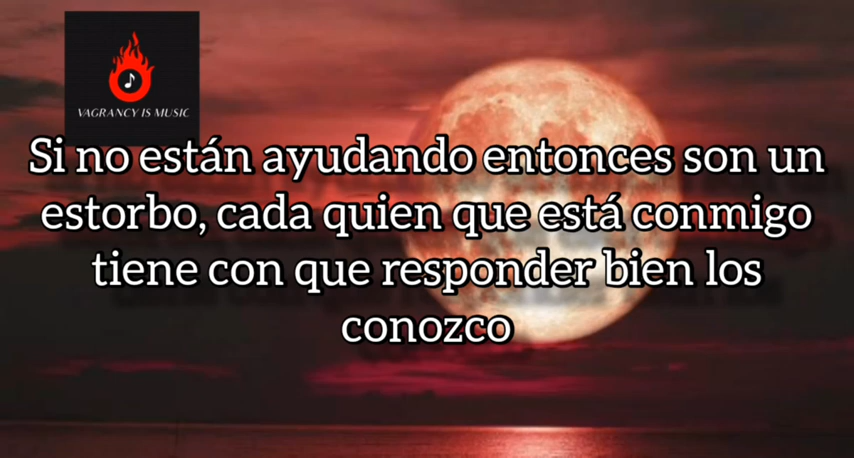 VAGRANCY IS MUSIC
Si no están ayudando entonces son un
estorbo, cada quien que está conmigo
tiene con que responder bien los
conozco